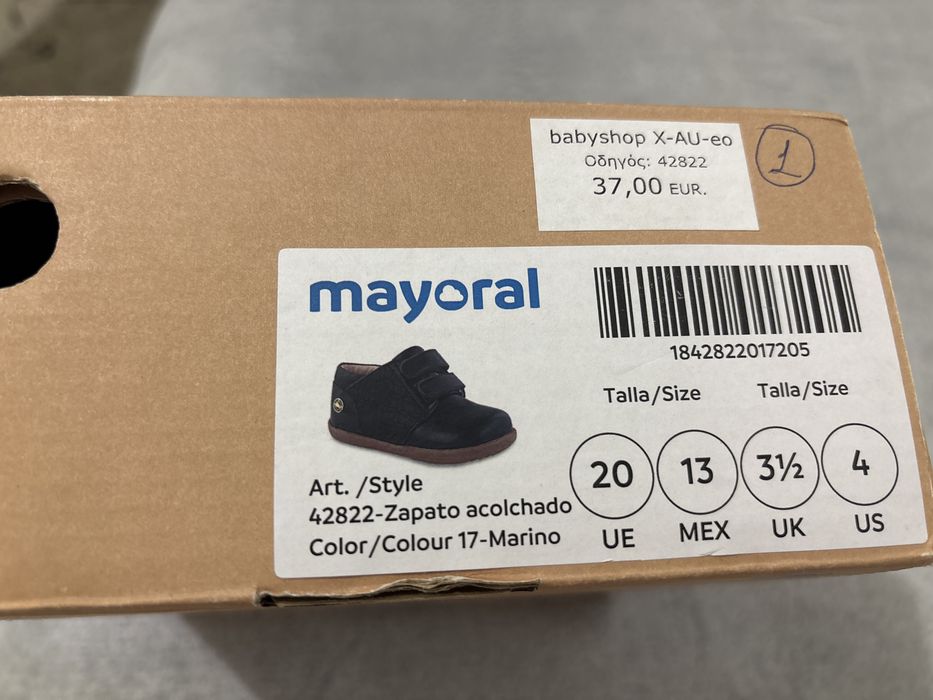 babyshop X-AU-eo
Οδηγός: 42822
37,00 EUR.
1
mayoral
1842822017205
Talla/Size Talla/Size
20 13 3½ 4
UE MEX UK US
Art. /Style
42822-Zapato acolchado
Color/Colour 17-Marino